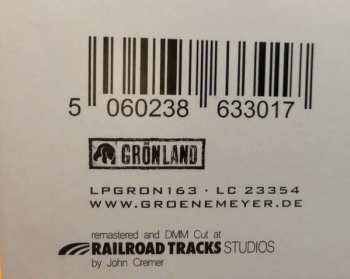 5 060238 633017
GRÖNLAND
LPGRON163 · LC 23354
WWW.GROENEMEYER.DE
remastered and DMM Cut at
RAILROAD TRACKS STUDIOS
by John Cremer